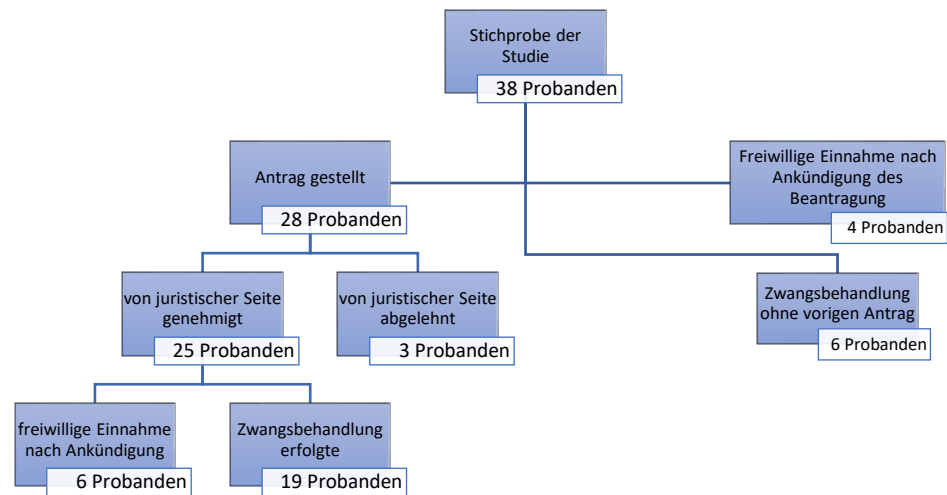 Stichprobe der
Studie
38 Probanden
Antrag gestellt
28 Probanden
Freiwillige Einnahme nach
Ankündigung des
Beantragung
4 Probanden
von juristischer Seite
genehmigt
25 Probanden
von juristischer Seite
abgelehnt
3 Probanden
Zwangsbehandlung
ohne vorigen Antrag
6 Probanden
freiwillige Einnahme
nach Ankündigung
6 Probanden
Zwangsbehandlung
erfolgte
19 Probanden